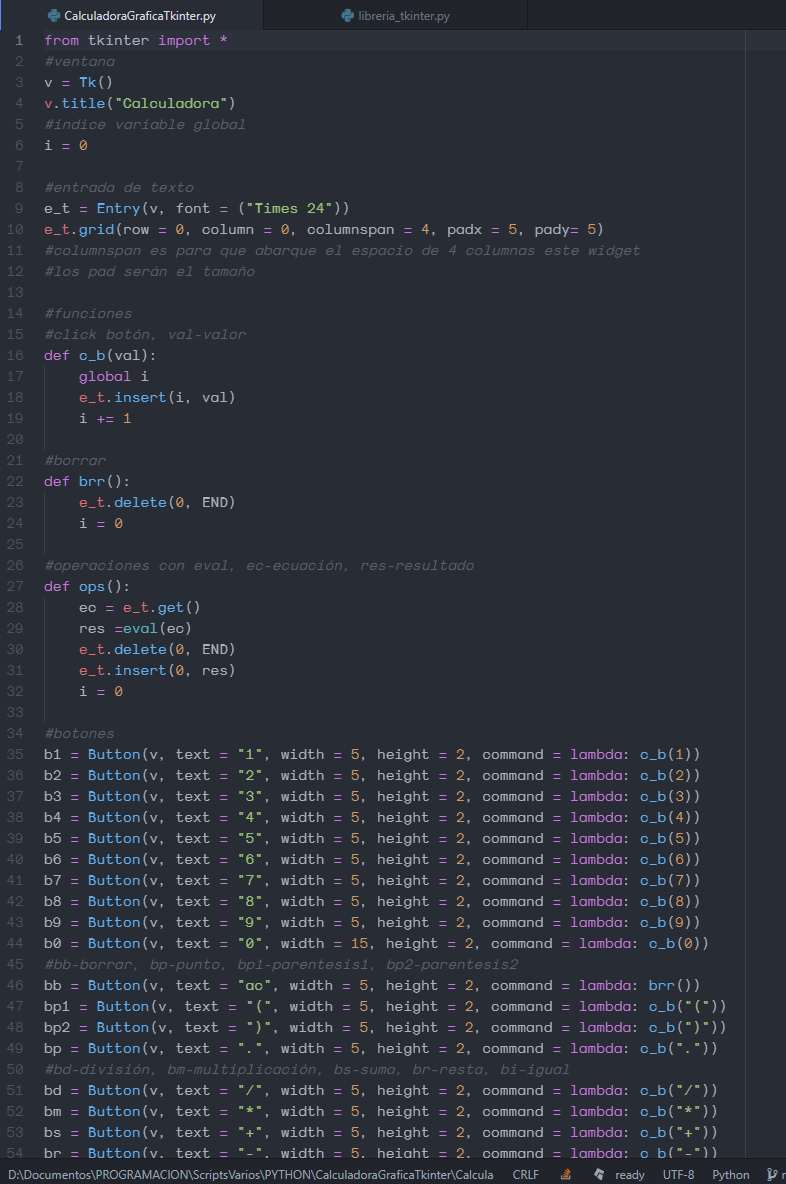 CalculadoraGraficaTkinter.py
libreria_tkinter.py
1 from tkinter import *
2 #ventana
3 v = Tk()
4 v.title("Calculadora")
5 #índice variable global
6 i = 0
7
8 #entrada de texto
9 e_t = Entry(v, font = ("Times 24"))
10 e_t.grid(row = 0, column = 0, columnspan = 4, padx = 5, pady= 5)
11 #columnspan es para que abarque el espacio de 4 columnas este widget
12 #los pad serán el tamaño
13
14 #funciones
15 #click botón, val-valor
16 def c_b(val):
17     global i
18     e_t.insert(i, val)
19     i += 1
20
21 #borrar
22 def brr():
23     e_t.delete(0, END)
24     i = 0
25
26 #operaciones con eval, ec-ecuación, res-resultado
27 def ops():
28     ec = e_t.get()
29     res =eval(ec)
30     e_t.delete(0, END)
31     e_t.insert(0, res)
32     i = 0
33
34 #botones
35 b1 = Button(v, text = "1", width = 5, height = 2, command = lambda: c_b(1))
36 b2 = Button(v, text = "2", width = 5, height = 2, command = lambda: c_b(2))
37 b3 = Button(v, text = "3", width = 5, height = 2, command = lambda: c_b(3))
38 b4 = Button(v, text = "4", width = 5, height = 2, command = lambda: c_b(4))
39 b5 = Button(v, text = "5", width = 5, height = 2, command = lambda: c_b(5))
40 b6 = Button(v, text = "6", width = 5, height = 2, command = lambda: c_b(6))
41 b7 = Button(v, text = "7", width = 5, height = 2, command = lambda: c_b(7))
42 b8 = Button(v, text = "8", width = 5, height = 2, command = lambda: c_b(8))
43 b9 = Button(v, text = "9", width = 5, height = 2, command = lambda: c_b(9))
44 b0 = Button(v, text = "0", width = 15, height = 2, command = lambda: c_b(0))
45 #bb-borrar, bp-punto, bp1-parentesis1, bp2-parentesis2
46 bb = Button(v, text = "ac", width = 5, height = 2, command = lambda: brr())
47 bp1 = Button(v, text = "(", width = 5, height = 2, command = lambda: c_b("("))
48 bp2 = Button(v, text = ")", width = 5, height = 2, command = lambda: c_b(")"))
49 bp = Button(v, text = ".", width = 5, height = 2, command = lambda: c_b("."))
50 #bd-división, bm-multiplicación, bs-suma, br-resta, bi-igual
51 bd = Button(v, text = "/", width = 5, height = 2, command = lambda: c_b("/"))
52 bm = Button(v, text = "*", width = 5, height = 2, command = lambda: c_b("*"))
53 bs = Button(v, text = "+", width = 5, height = 2, command = lambda: c_b("+"))
54 br = Button(v, text = "-", width = 5, height = 2, command = lambda: c_b("-"))
D:\Documentos\PROGRAMACION\ScriptsVarios\PYTHON\CalculadoraGraficaTkinter\Calcula CRLF ready UTF-8 Python